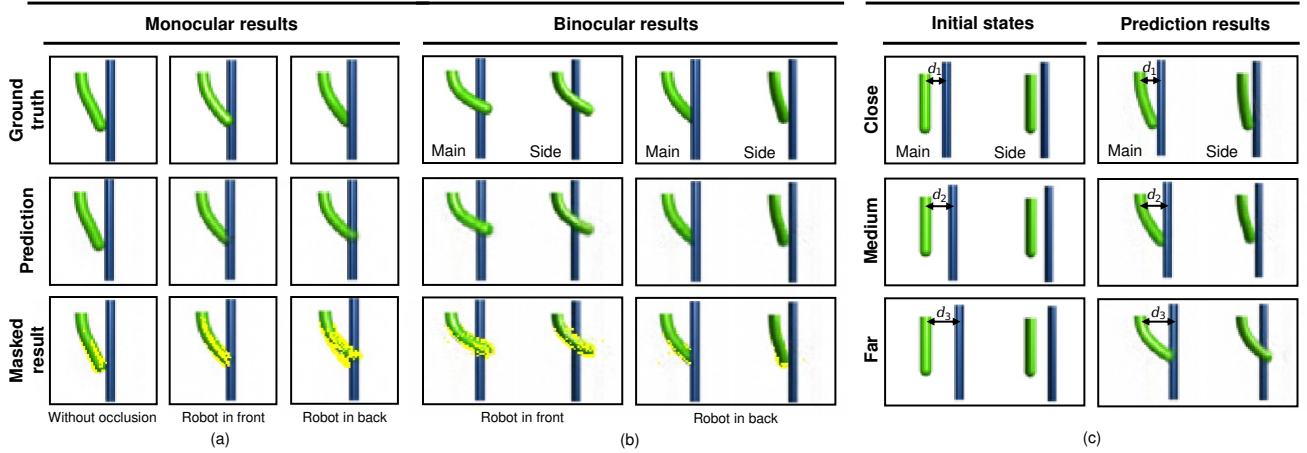 Monocular results
Binocular results
Initial states
Prediction results
Ground
truth
Main
Side
Main
Side
Close
d1
Main
Side
d1
Main
Side
Prediction
Medium
d2
d2
Masked
result
Far
d3
d3
Without occlusion
Robot in front
Robot in back
Robot in front
Robot in back
(a)
(b)
(c)